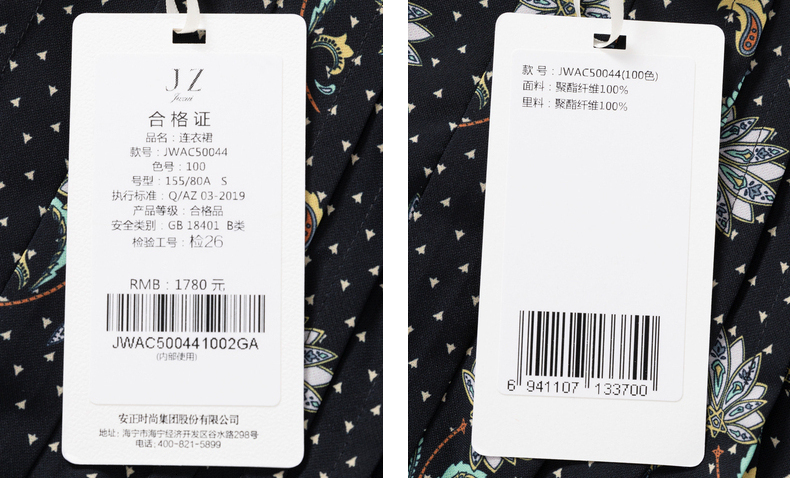 JZ
合格证
品名：连衣裙
款号：JWAC50044
色号：100
号型：155/80A S
执行标准：Q/AZ 03-2019
产品等级：合格品
安全类别：GB 18401 B类
检验工号：检26
RMB：1780 元
JWAC500441002GA
(内部使用)
安正时尚集团股份有限公司
地址：海宁市海宁经济开发区谷水路298号
电话：400-821-5899
款号：JWAC50044(100色)
面料：聚酯纤维100%
里料：聚酯纤维100%
6 941107 133700